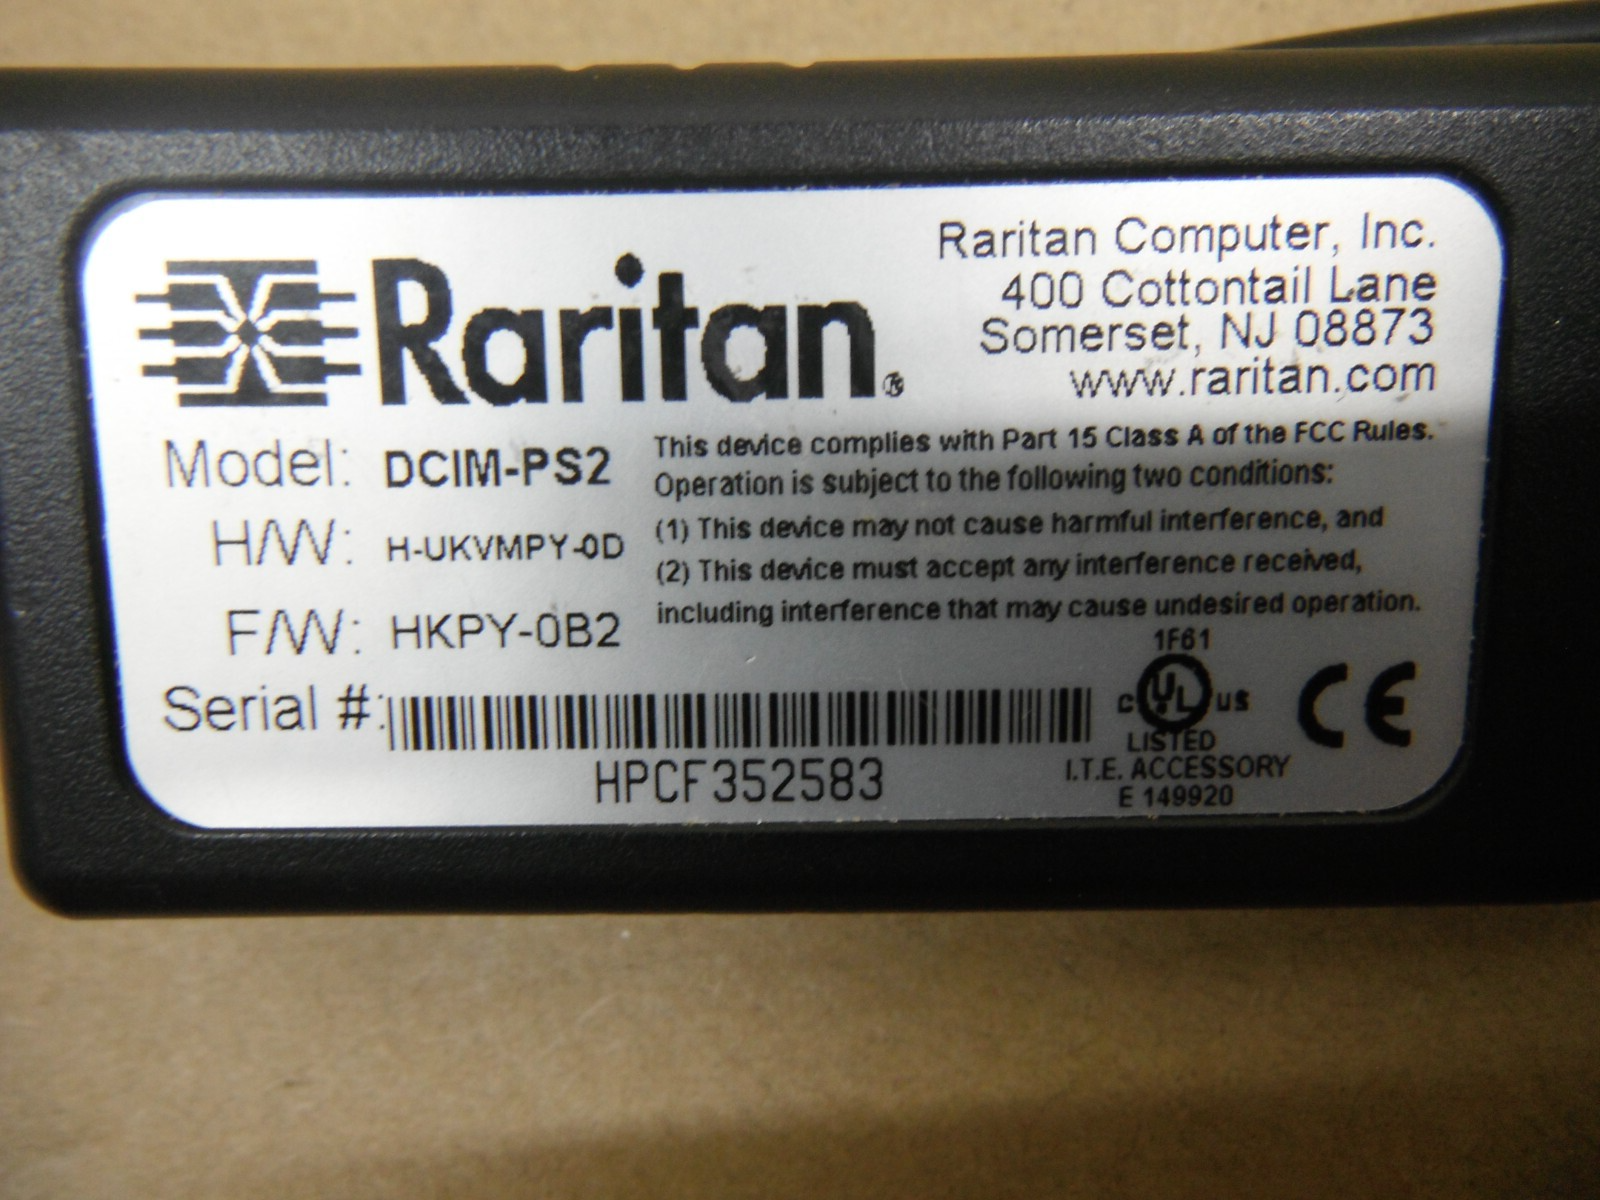 Raritan®
Raritan Computer, Inc.
400 Cottontail Lane
Somerset, NJ 08873
www.raritan.com
Model: DCIM-PS2
H/W: H-UKVMPY-0D
F/W: HKPY-0B2
This device complies with Part 15 Class A of the FCC Rules.
Operation is subject to the following two conditions:
(1) This device may not cause harmful interference, and
(2) This device must accept any interference received,
including interference that may cause undesired operation.
Serial #:
HPCF352583
1F61
c UL us
LISTED
I.T.E. ACCESSORY
E 149920
CE